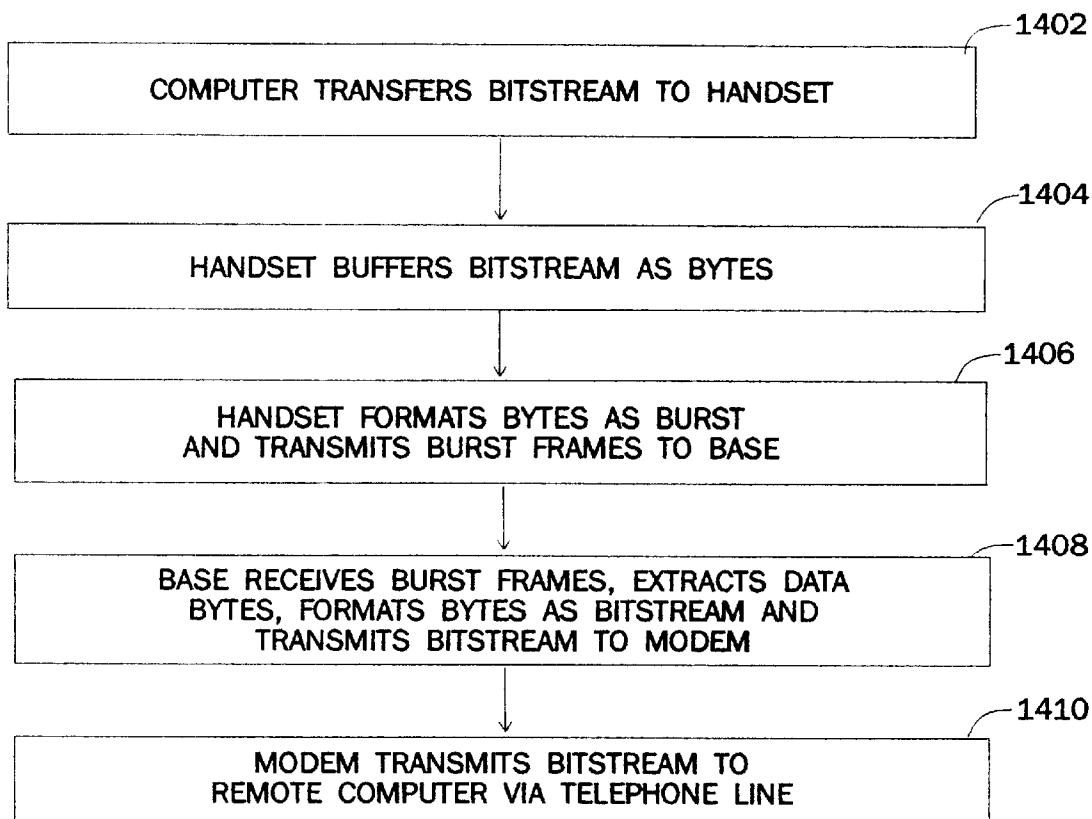 1402
COMPUTER TRANSFERS BITSTREAM TO HANDSET
1404
HANDSET BUFFERS BITSTREAM AS BYTES
1406
HANDSET FORMATS BYTES AS BURST
AND TRANSMITS BURST FRAMES TO BASE
1408
BASE RECEIVES BURST FRAMES, EXTRACTS DATA
BYTES, FORMATS BYTES AS BITSTREAM AND
TRANSMITS BITSTREAM TO MODEM
1410
MODEM TRANSMITS BITSTREAM TO
REMOTE COMPUTER VIA TELEPHONE LINE